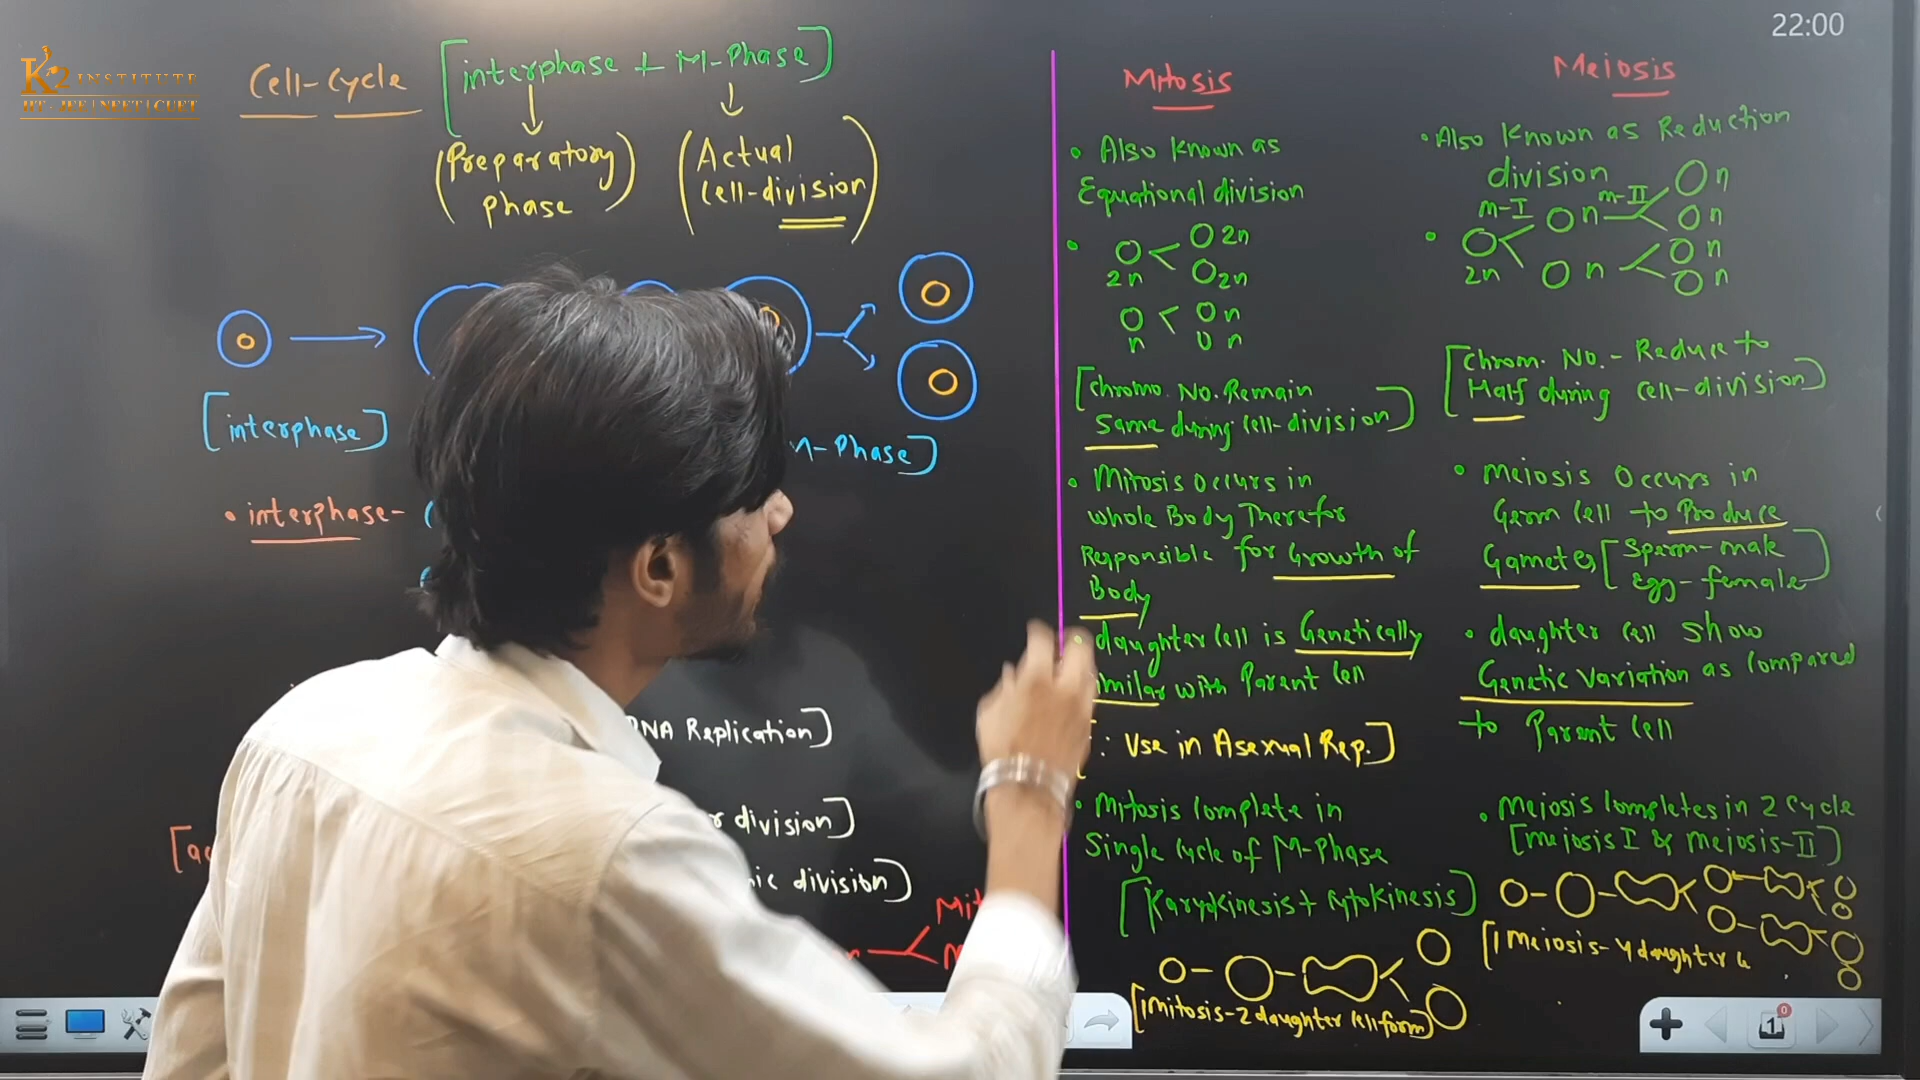 K2 INSTITUTE
IIT - JEE | NEET | CUET
22:00
Cell-Cycle [interphase + M-Phase]
(Preparatory phase)
(Actual cell-division)
[interphase]
M-Phase]
• interphase-
DNA Replication]
division]
division]
Mitosis
• Also Known as
Equational division
• 2n 2n
2n
n n
n
[Chromo. No. Remain
Same during Cell-division]
• Mitosis occurs in
whole Body Therefor
Responsible for Growth of
Body
• daughter Cell is Genetically
similar with Parent Cell
[∵ Use in Asexual Rep.]
• Mitosis Complete in
Single Cycle of M-Phase
[Karyokinesis + Cytokinesis]
[1 Mitosis-2 daughter Cell form]
Meiosis
• Also Known as Reduction
division
m-I m-II
• 2n n n n
n n n
[Chrom. No. - Reduce to
Half during cell-division]
• Meiosis Occurs in
Germ Cell to Produce
Gametes [Sperm-male
Egg-female]
• daughter cell show
Genetic variation as Compared
to Parent Cell
• Meiosis Completes in 2 Cycle
[Meiosis I & Meiosis-II]
[1 Meiosis-4 daughter
1
0